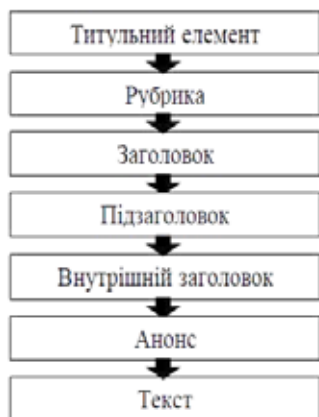 Титульний елемент
Рубрика
Заголовок
Підзаголовок
Внутрішній заголовок
Анонс
Текст